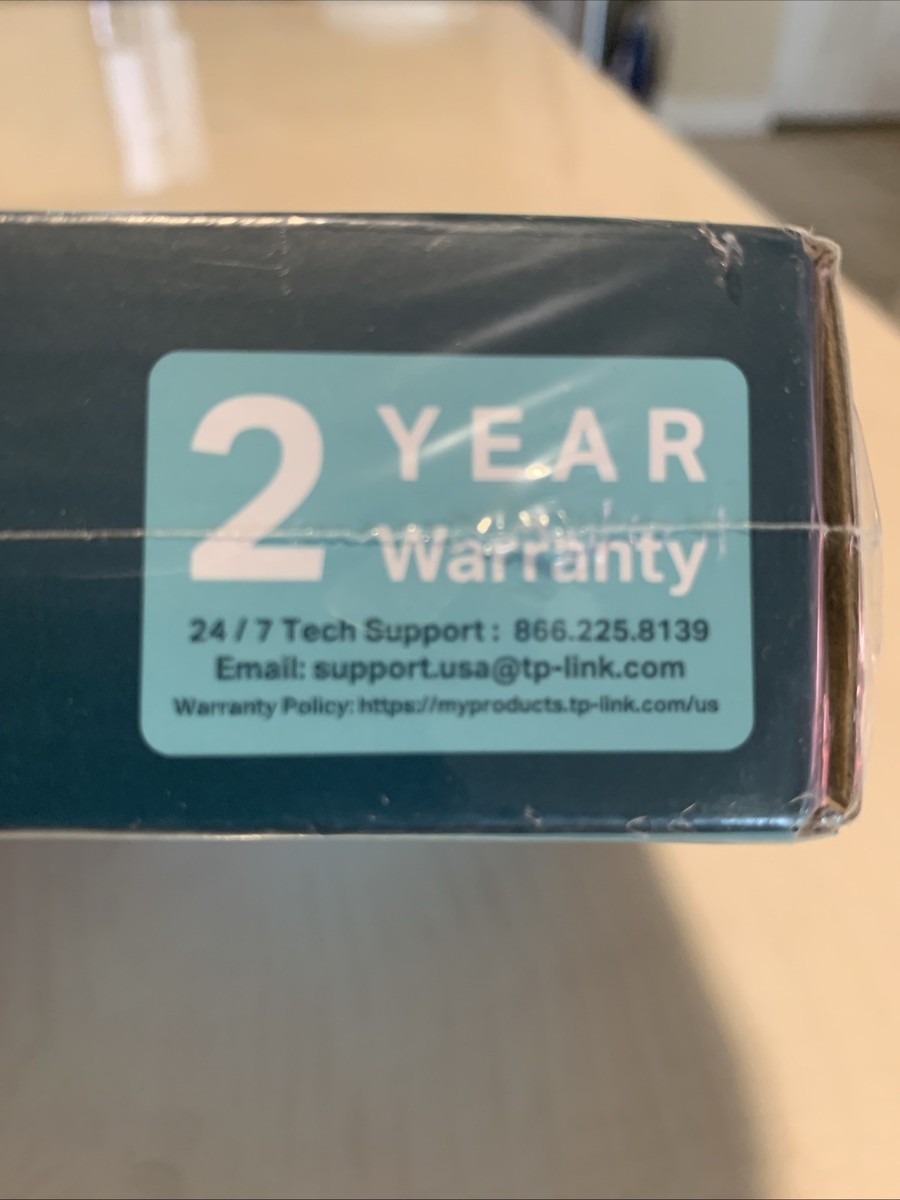 2 YEAR
Warranty
24 / 7 Tech Support : 866.225.8139
Email: support.usa@tp-link.com
Warranty Policy: https://myproducts.tp-link.com/us